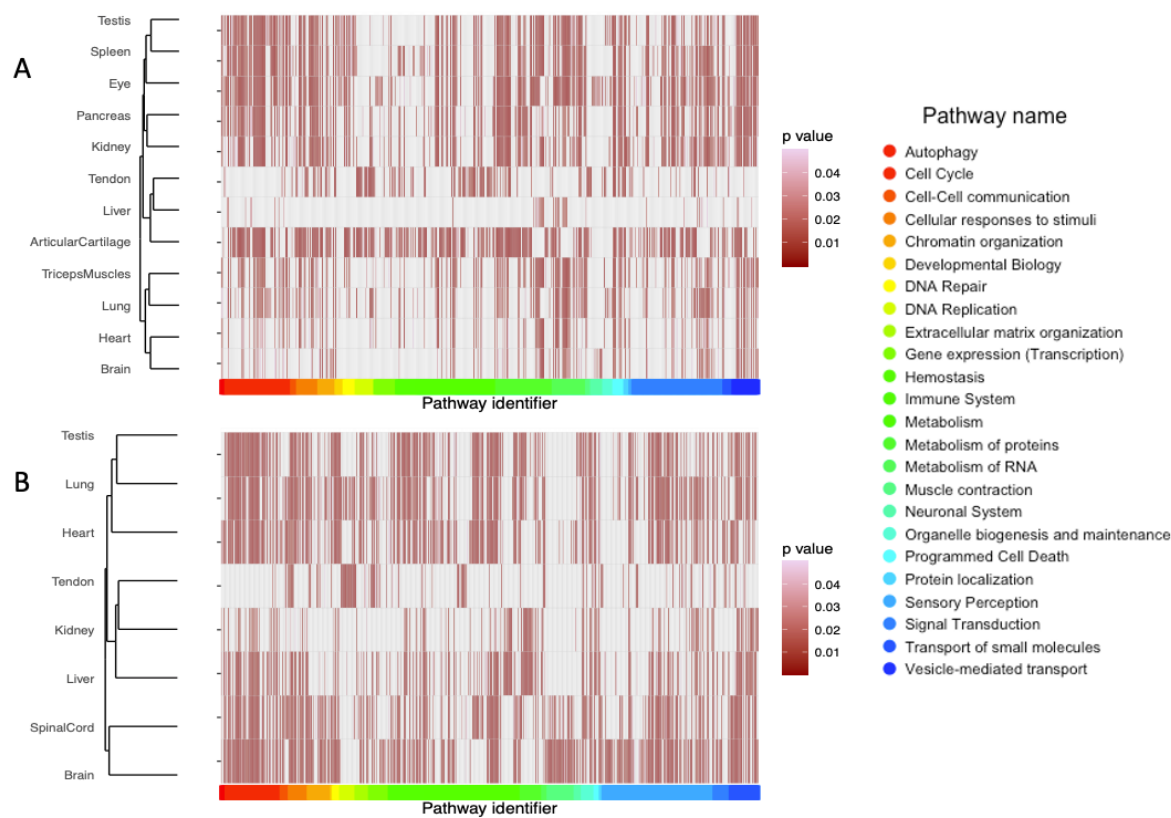 A
Testis
Spleen
Eye
Pancreas
Kidney
Tendon
Liver
ArticularCartilage
TricepsMuscles
Lung
Heart
Brain
Pathway identifier
p value
0.04
0.03
0.02
0.01
B
Testis
Lung
Heart
Tendon
Kidney
Liver
SpinalCord
Brain
Pathway identifier
p value
0.04
0.03
0.02
0.01
Pathway name
Autophagy
Cell Cycle
Cell-Cell communication
Cellular responses to stimuli
Chromatin organization
Developmental Biology
DNA Repair
DNA Replication
Extracellular matrix organization
Gene expression (Transcription)
Hemostasis
Immune System
Metabolism
Metabolism of proteins
Metabolism of RNA
Muscle contraction
Neuronal System
Organelle biogenesis and maintenance
Programmed Cell Death
Protein localization
Sensory Perception
Signal Transduction
Transport of small molecules
Vesicle-mediated transport